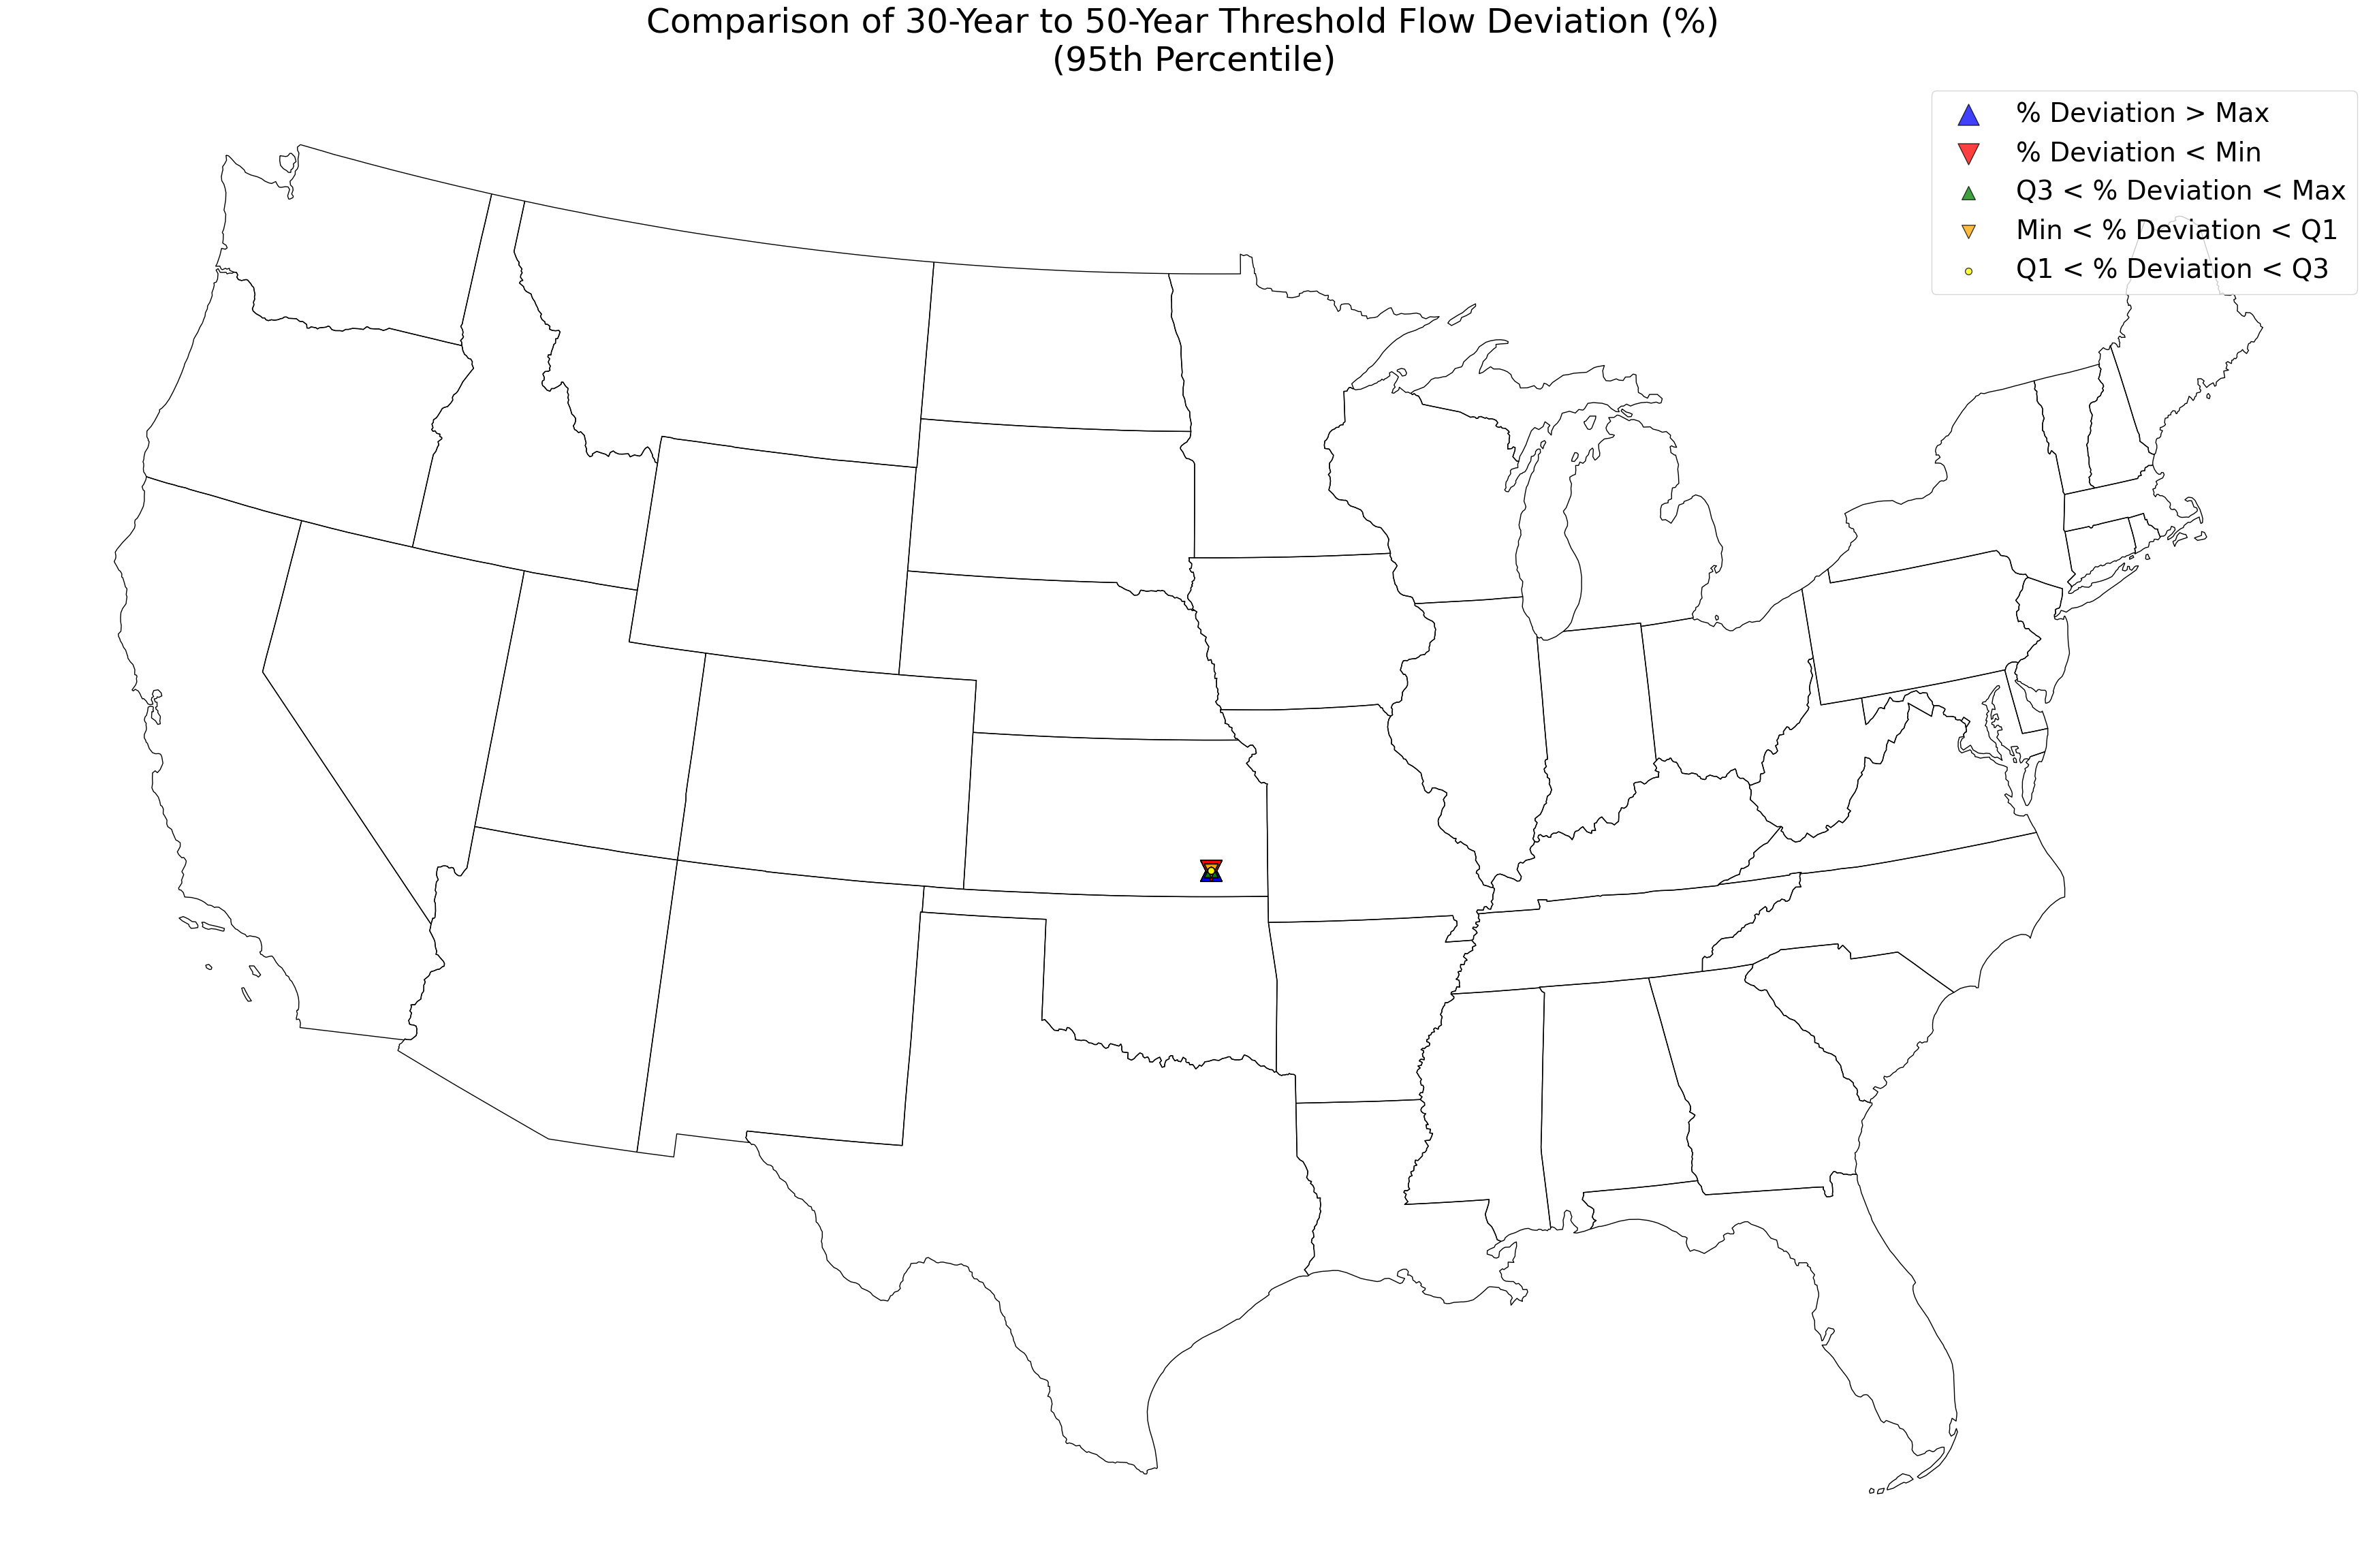 Comparison of 30-Year to 50-Year Threshold Flow Deviation (%)
(95th Percentile)
% Deviation > Max
% Deviation < Min
Q3 < % Deviation < Max
Min < % Deviation < Q1
Q1 < % Deviation < Q3